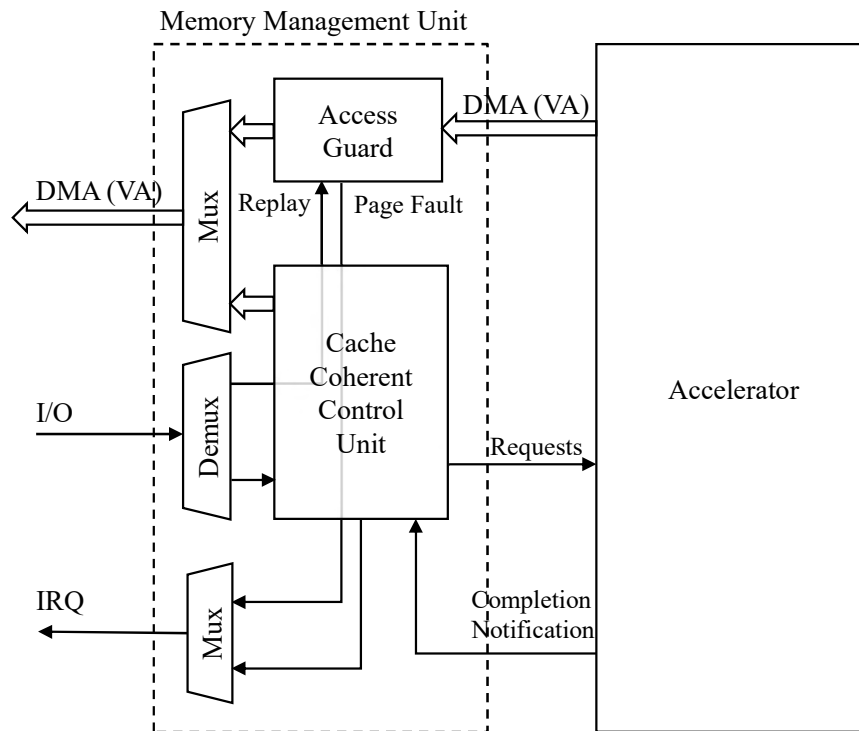 Memory Management Unit
Access
Guard
DMA (VA)
DMA (VA)
Mux
Replay
Page Fault
Cache
Coherent
Control
Unit
Accelerator
I/O
Demux
Requests
IRQ
Mux
Completion
Notification